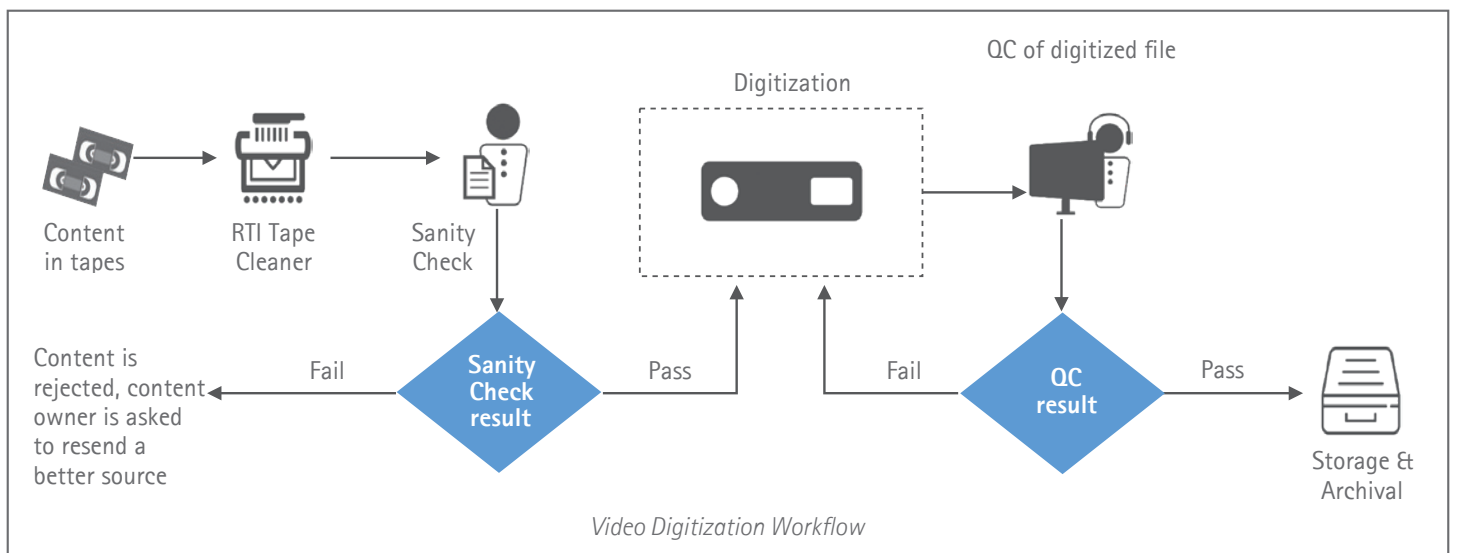 QC of digitized file
Digitization
Content
in tapes
RTI Tape
Cleaner
Sanity
Check
Content is
rejected, content
owner is asked
to resend a
better source
Fail
Sanity
Check
result
Pass
Fail
QC
result
Pass
Storage &
Archival
Video Digitization Workflow